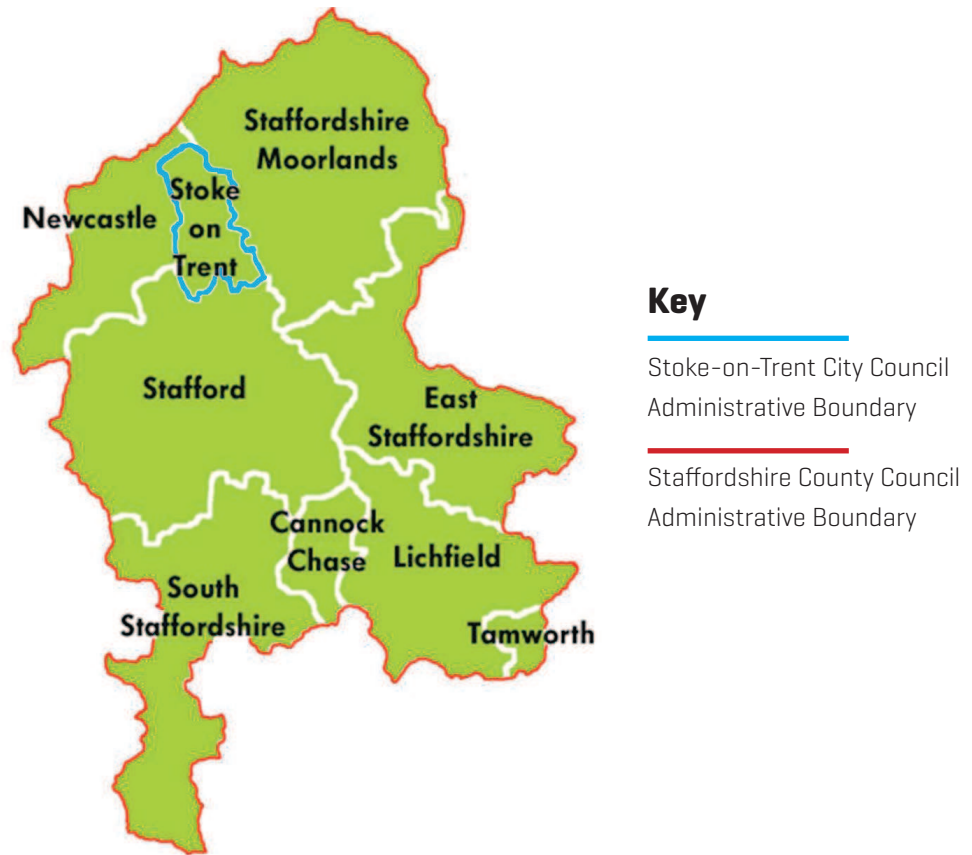 Staffordshire
Moorlands
Stoke
on
Trent
Newcastle
Stafford
East
Staffordshire
Cannock
Chase
Lichfield
South
Staffordshire
Tamworth
Key
Stoke-on-Trent City Council
Administrative Boundary
Staffordshire County Council
Administrative Boundary